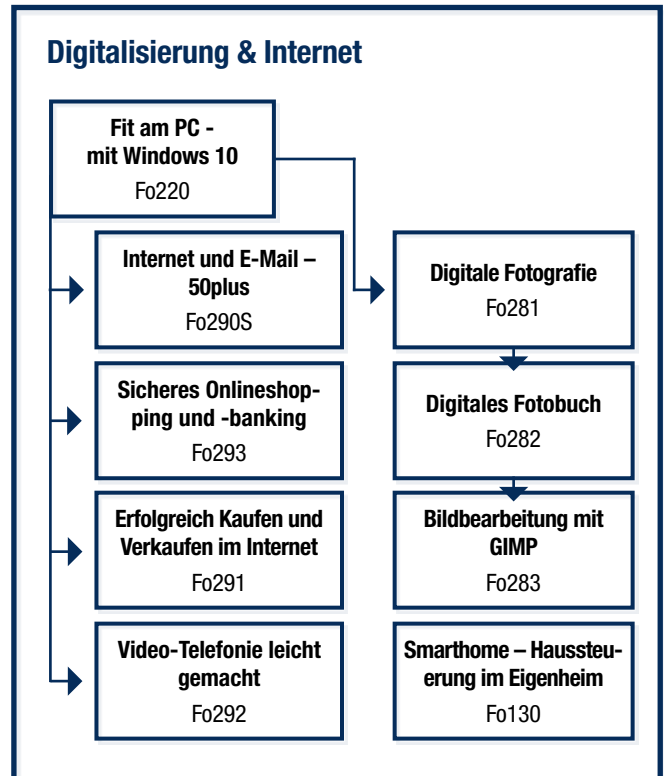 Digitalisierung & Internet
Fit am PC -
mit Windows 10
Fo220
Internet und E-Mail –
50plus
Fo290S
Sicheres Onlineshop-
ping und -banking
Fo293
Erfolgreich Kaufen und
Verkaufen im Internet
Fo291
Video-Telefonie leicht
gemacht
Fo292
Digitale Fotografie
Fo281
Digitales Fotobuch
Fo282
Bildbearbeitung mit
GIMP
Fo283
Smarthome – Haussteu-
erung im Eigenheim
Fo130